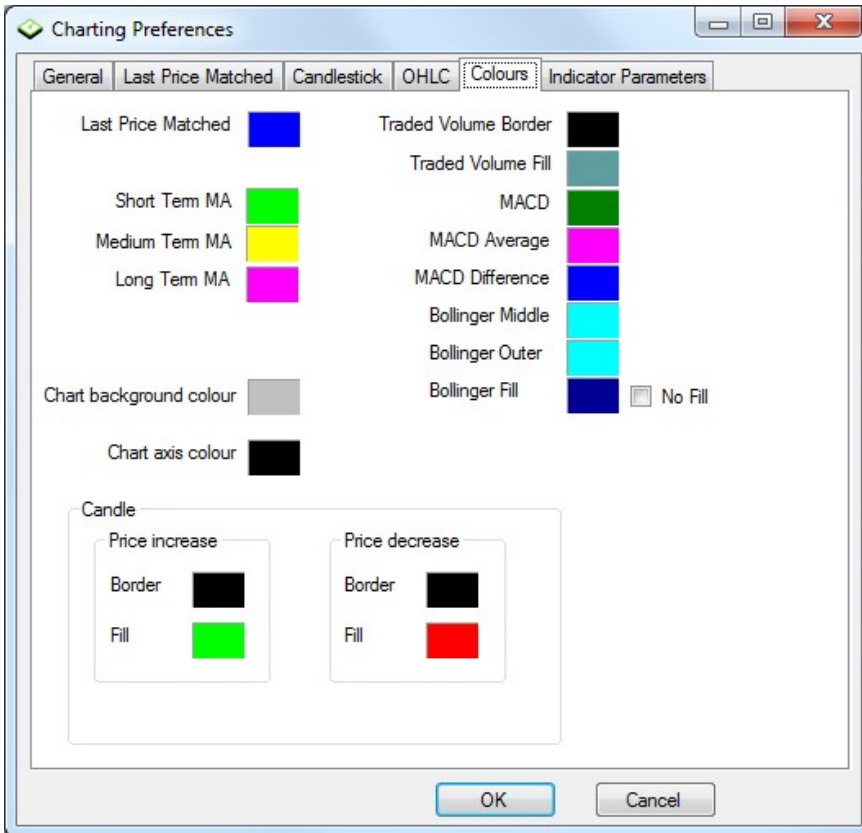 Charting Preferences
General Last Price Matched Candlestick OHLC Colours Indicator Parameters
Last Price Matched
Short Term MA
Medium Term MA
Long Term MA
Chart background colour
Chart axis colour
Traded Volume Border
Traded Volume Fill
MACD
MACD Average
MACD Difference
Bollinger Middle
Bollinger Outer
Bollinger Fill
No Fill
Candle
Price increase
Border
Fill
Price decrease
Border
Fill
OK Cancel